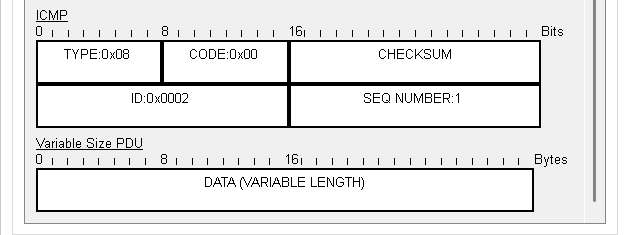 ICMP
0 8 16 Bits
TYPE:0x08 CODE:0x00 CHECKSUM
ID:0x0002 SEQ NUMBER:1
Variable Size PDU
0 8 16 Bytes
DATA (VARIABLE LENGTH)